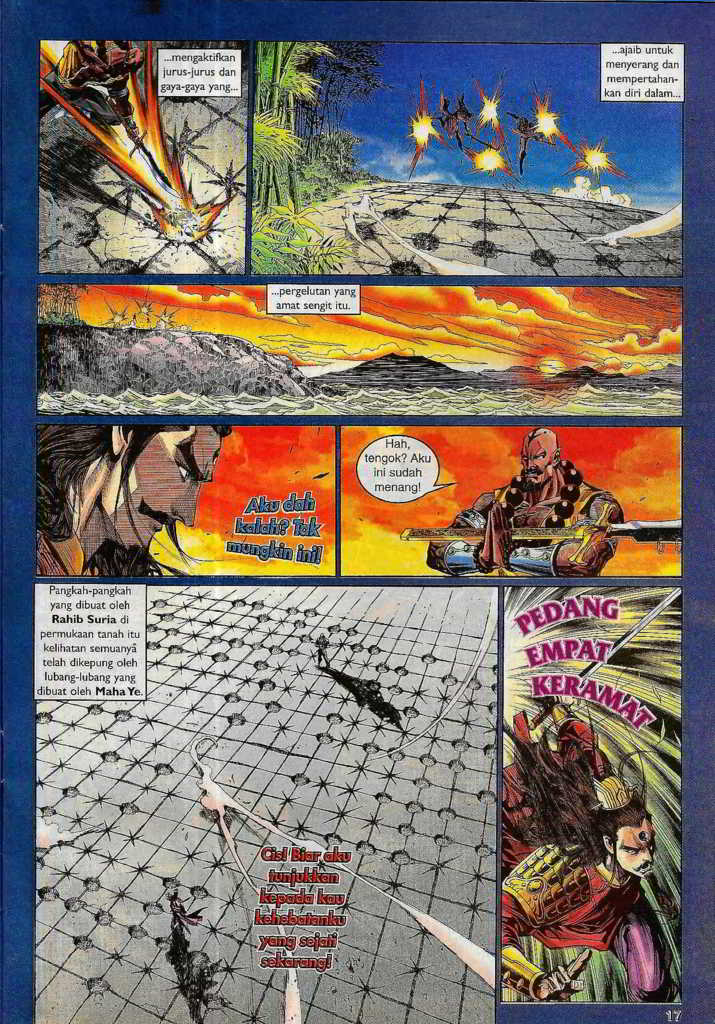 ...mengaktifkan
jurus-jurus dan
gaya-gaya yang...
...ajaib untuk
menyerang dan
mempertahan-
kan diri dalam...
...pergelutan yang
amat sengit itu.
Aku dah
kalah? Tak
mungkin ini!
Hah,
tengok? Aku
ini sudah
menang!
Pangkah-pangkah
yang dibuat oleh
Rahib Suria di
permukaan tanah itu
kelihatan semuanya
telah dikepung oleh
lubang-lubang yang
dibuat oleh Maha Ye.
Cis! Biar aku
tunjukkan
kepada kau
kehebatanku
yang sejati
sekarang!
PEDANG
EMPAT
KERAMAT
17